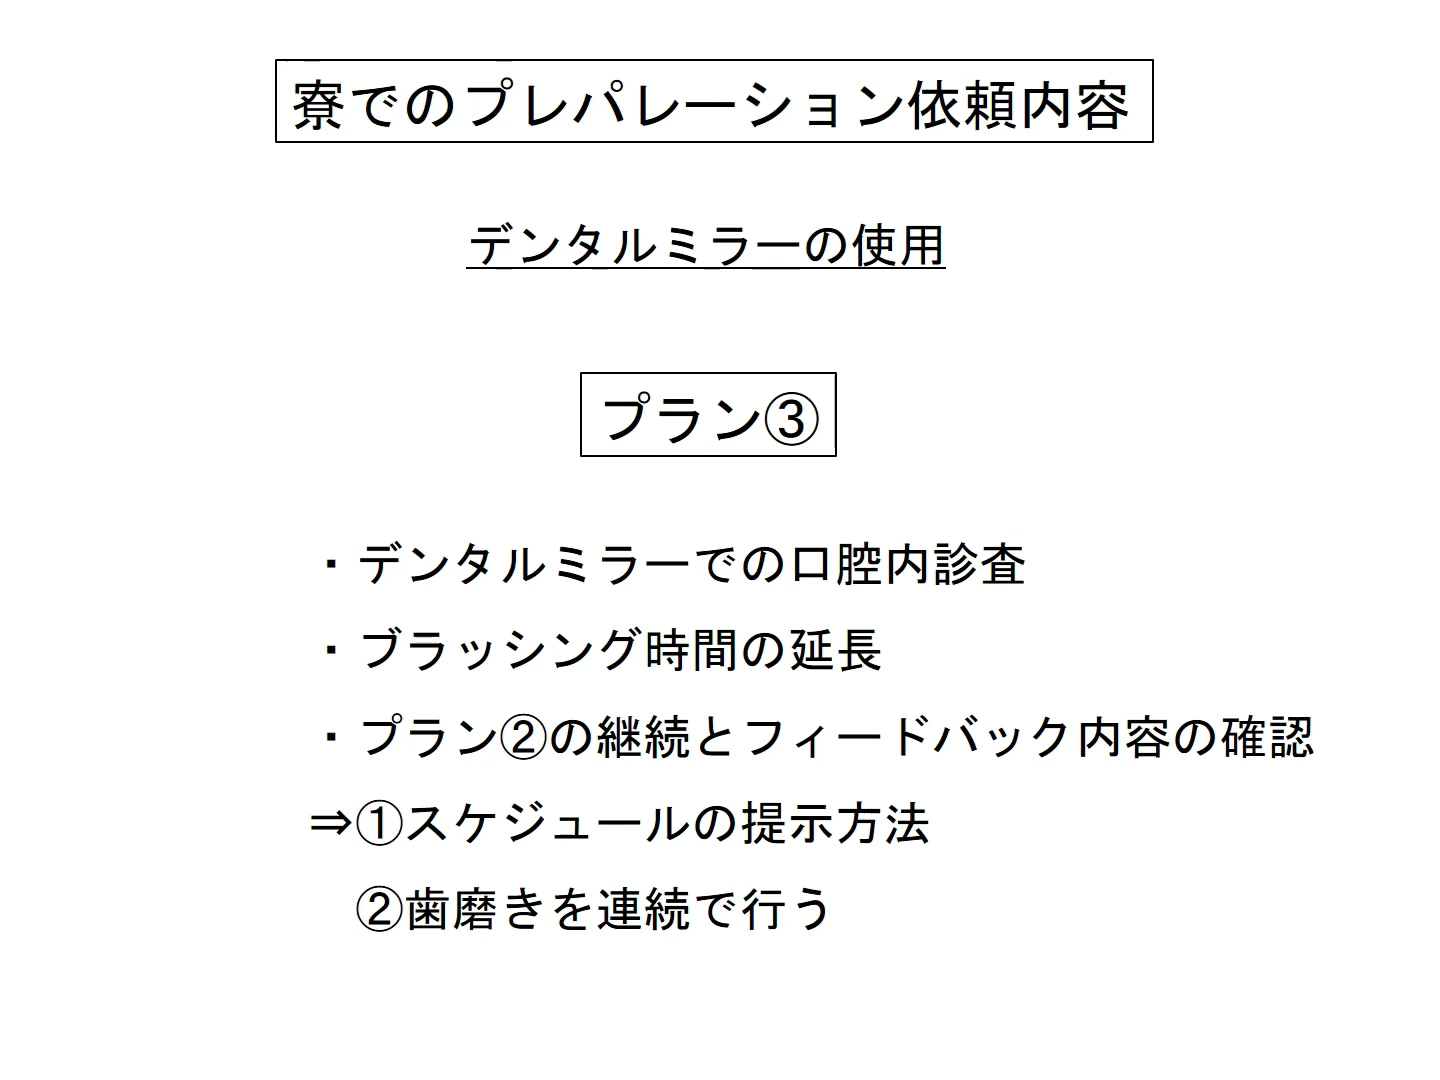 寮でのプレパレーション依頼内容
デンタルミラーの使用
プラン③
・デンタルミラーでの口腔内診査
・ブラッシング時間の延長
・プラン②の継続とフィードバック内容の確認
⇒①スケジュールの提示方法
②歯磨きを連続で行う